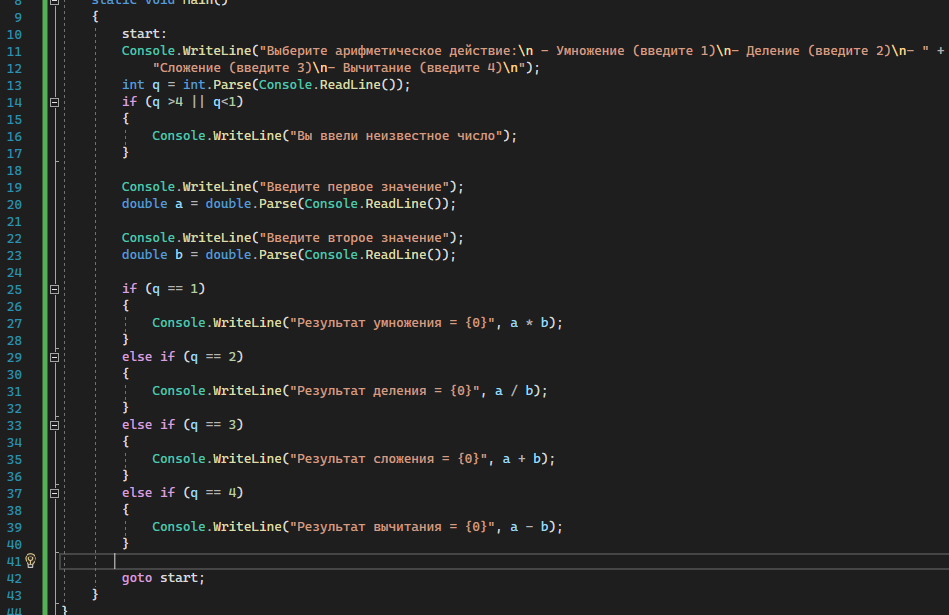 8 static void Main()
9 {
10 start:
11 Console.WriteLine("Выберите арифметическое действие:\n - Умножение (введите 1)\n- Деление (введите 2)\n- " +
12 "Сложение (введите 3)\n- Вычитание (введите 4)\n");
13 int q = int.Parse(Console.ReadLine());
14 if (q >4 || q<1)
15 {
16 Console.WriteLine("Вы ввели неизвестное число");
17 }
18
19 Console.WriteLine("Введите первое значение");
20 double a = double.Parse(Console.ReadLine());
21
22 Console.WriteLine("Введите второе значение");
23 double b = double.Parse(Console.ReadLine());
24
25 if (q == 1)
26 {
27 Console.WriteLine("Результат умножения = {0}", a * b);
28 }
29 else if (q == 2)
30 {
31 Console.WriteLine("Результат деления = {0}", a / b);
32 }
33 else if (q == 3)
34 {
35 Console.WriteLine("Результат сложения = {0}", a + b);
36 }
37 else if (q == 4)
38 {
39 Console.WriteLine("Результат вычитания = {0}", a - b);
40 }
41
42 goto start;
43 }
44 }